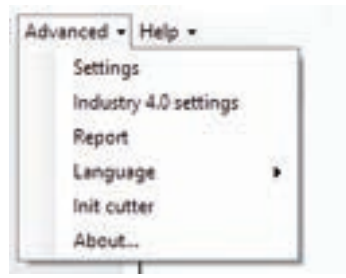 Advanced Help
Settings
Industry 4.0 settings
Report
Language
Init cutter
About...